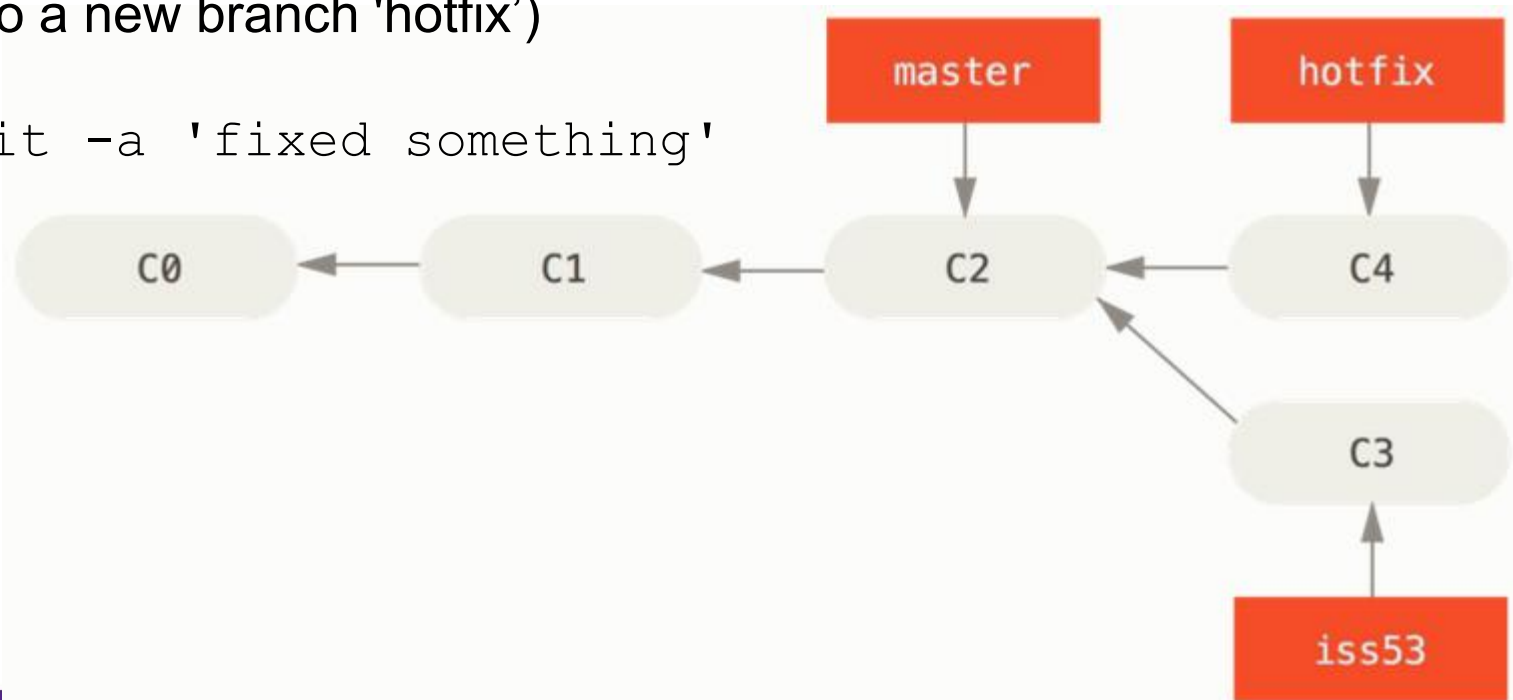 o a new branch 'hotfix’)
it -a 'fixed something'
master
hotfix
C0
C1
C2
C4
C3
iss53